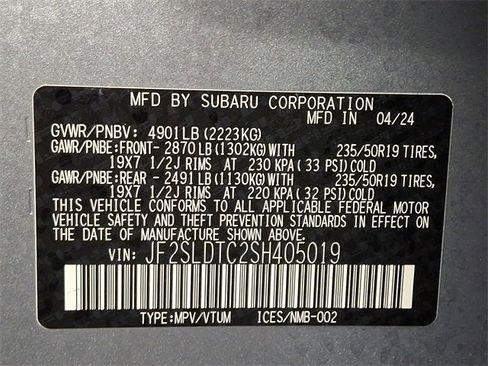 MFD BY SUBARU CORPORATION
MFD IN 04/24
GVWR/PNBV: 4901LB(2223KG)
GAWR/PNBE:FRONT- 2870LB(1302KG)WITH 235/50R19 TIRES,
19X7 1/2J RIMS AT 230 KPA( 33 PSI)COLD
GAWR/PNBE:REAR - 2491LB(1130KG)WITH 235/50R19 TIRES,
19X7 1/2J RIMS AT 220 KPA( 32 PSI)COLD
THIS VEHICLE CONFORMS TO ALL APPLICABLE FEDERAL MOTOR
VEHICLE SAFETY AND THEFT PREVENTION STANDARDS IN EFFECT
ON THE DATE OF MANUFACTURE SHOWN ABOVE.
VIN: JF2SLDTC2SH405019
TYPE:MPV/VTUM ICES/NMB-002